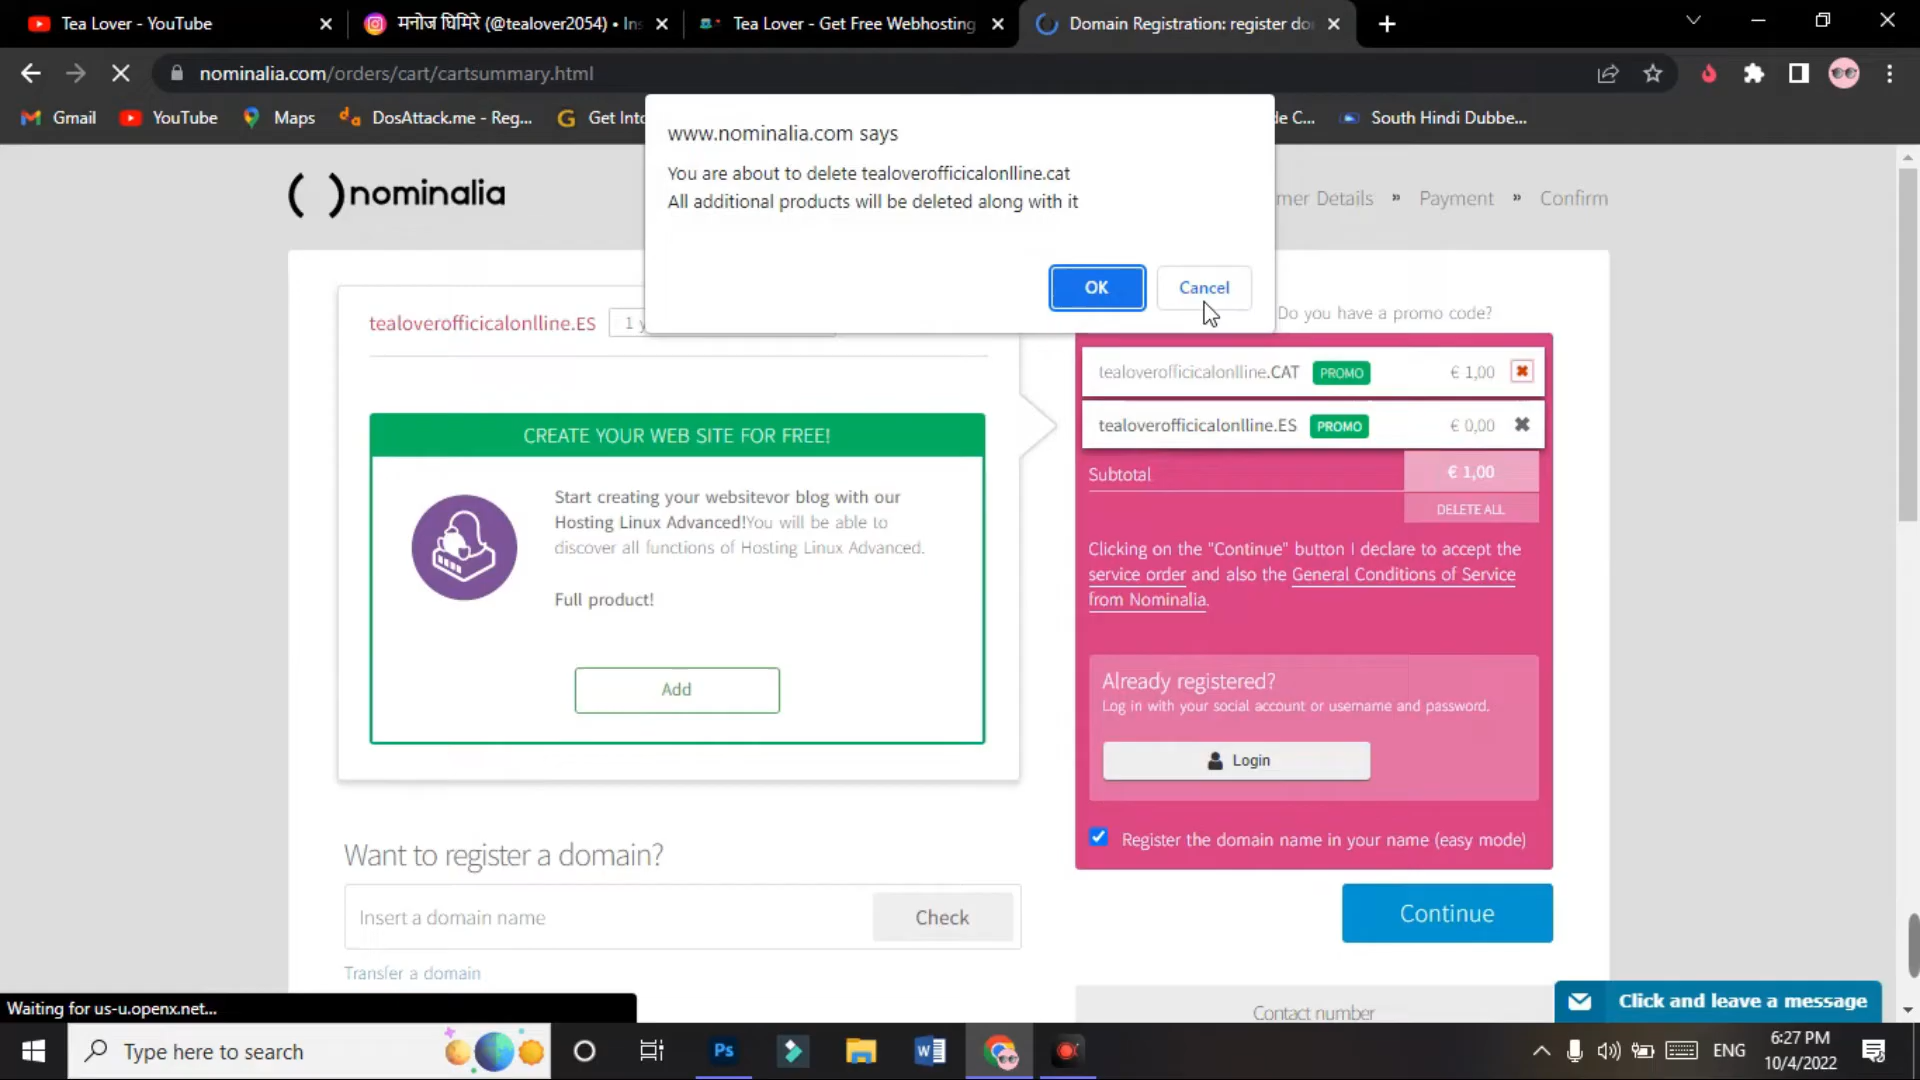 Tea Lover - YouTube
मनोज घिमिरे (@tealover2054) • In
Tea Lover - Get Free Webhosting
Domain Registration: register do
nominalia.com/orders/cart/cartsummary.html
Gmail
YouTube
Maps
DosAttack.me - Reg...
Get Into
de C...
South Hindi Dubbe...
www.nominalia.com says
You are about to delete tealoverofficicalonlline.cat
All additional products will be deleted along with it
OK
Cancel
nominalia
mer Details » Payment » Confirm
tealoverofficicalonlline.ES
1 y
Do you have a promo code?
tealoverofficicalonlline.CAT PROMO € 1,00
tealoverofficicalonlline.ES PROMO € 0,00
Subtotal € 1,00
DELETE ALL
CREATE YOUR WEB SITE FOR FREE!
Start creating your websitevor blog with our
Hosting Linux Advanced!You will be able to
discover all functions of Hosting Linux Advanced.
Full product!
Add
Clicking on the "Continue" button I declare to accept the
service order and also the General Conditions of Service
from Nominalia.
Already registered?
Log in with your social account or username and password.
Login
Register the domain name in your name (easy mode)
Continue
Want to register a domain?
Insert a domain name
Check
Transfer a domain
Contact number
Click and leave a message
Waiting for us-u.openx.net...
Type here to search
Ps
ENG
6:27 PM
10/4/2022